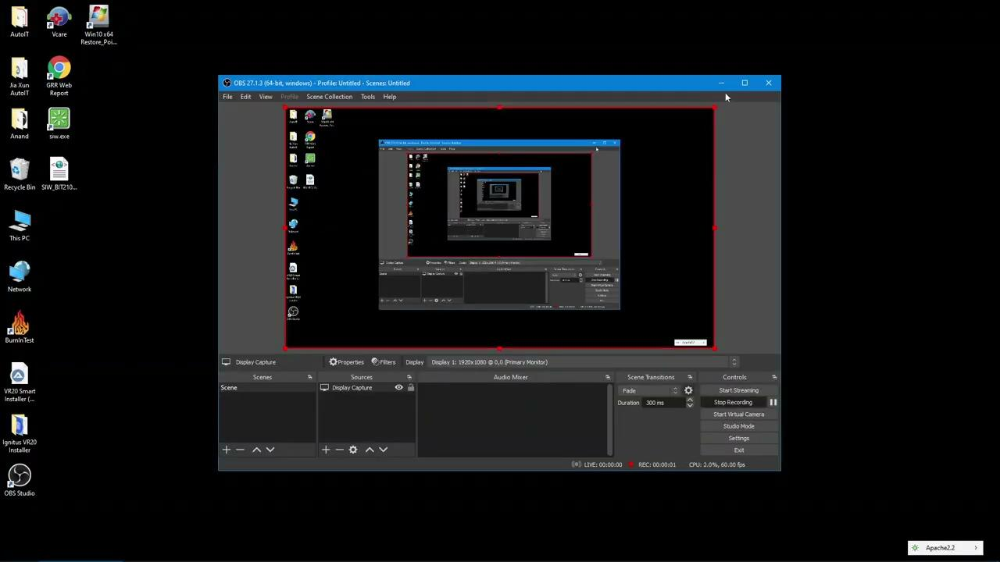 AutoIT
Vcare
Win10 x64
Restore_Poi...
Jia Xun
AutoIT
GRR Web
Report
Anand
siw.exe
Recycle Bin
SIW_BIT210...
This PC
Network
BurnInTest
VR20 Smart
Installer (...
Ignitus VR20
Installer
OBS Studio
OBS 27.1.3 (64-bit, windows) - Profile: Untitled - Scenes: Untitled
File Edit View Profile Scene Collection Tools Help
Display Capture Properties Filters Display Display 1: 1920x1080 @ 0,0 (Primary Monitor)
Scenes Sources Audio Mixer Scene Transitions Controls
Scene
Display Capture
Fade
Duration 300 ms
Start Streaming
Stop Recording
Start Virtual Camera
Studio Mode
Settings
Exit
LIVE: 00:00:00 REC: 00:00:01 CPU: 2.0%, 60.00 fps
Apache2.2